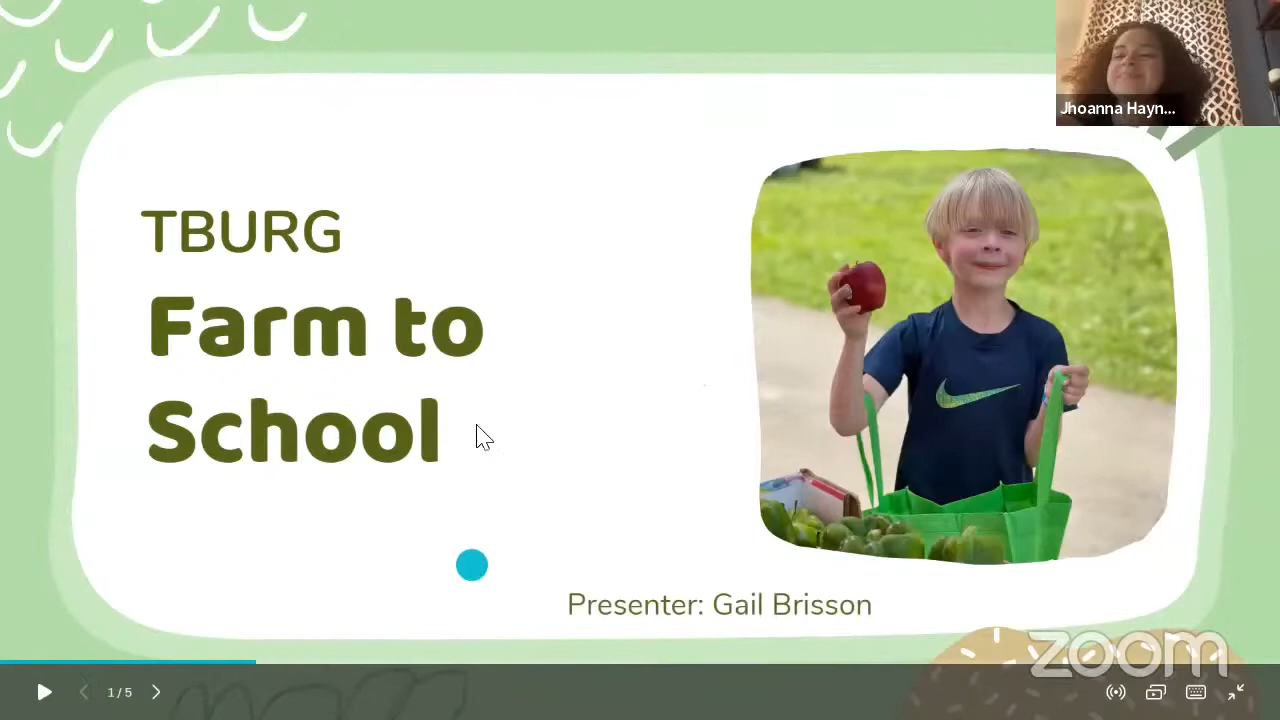 Jhoanna Hayn...
TBURG
Farm to
School
Presenter: Gail Brisson
zoom
1/5